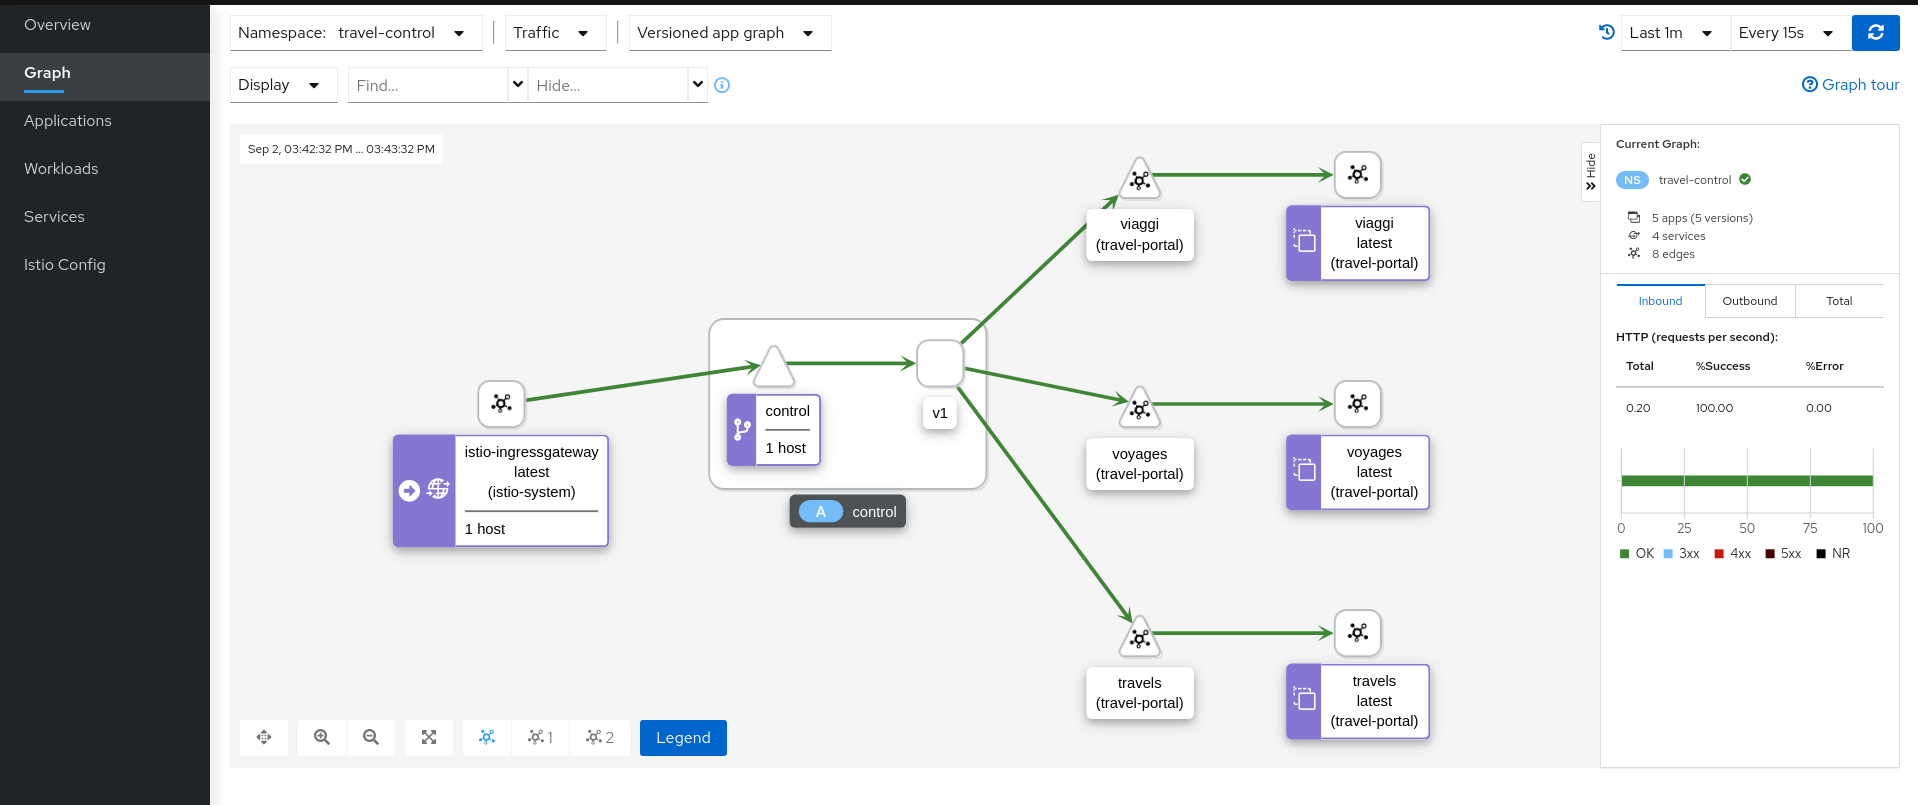 Overview
Graph
Applications
Workloads
Services
Istio Config
Namespace: travel-control
Traffic
Versioned app graph
Last 1m
Every 15s
Display
Find...
Hide...
Graph tour
Sep 2, 03:42:32 PM ... 03:43:32 PM
viaggi
(travel-portal)
viaggi
latest
(travel-portal)
control
1 host
v1
A control
istio-ingressgateway
latest
(istio-system)
1 host
voyages
(travel-portal)
voyages
latest
(travel-portal)
travels
(travel-portal)
travels
latest
(travel-portal)
1
2
Legend
Hide
Current Graph:
NS travel-control
5 apps (5 versions)
4 services
8 edges
Inbound Outbound Total
HTTP (requests per second):
Total %Success %Error
0.20 100.00 0.00
0 25 50 75 100
OK 3xx 4xx 5xx NR